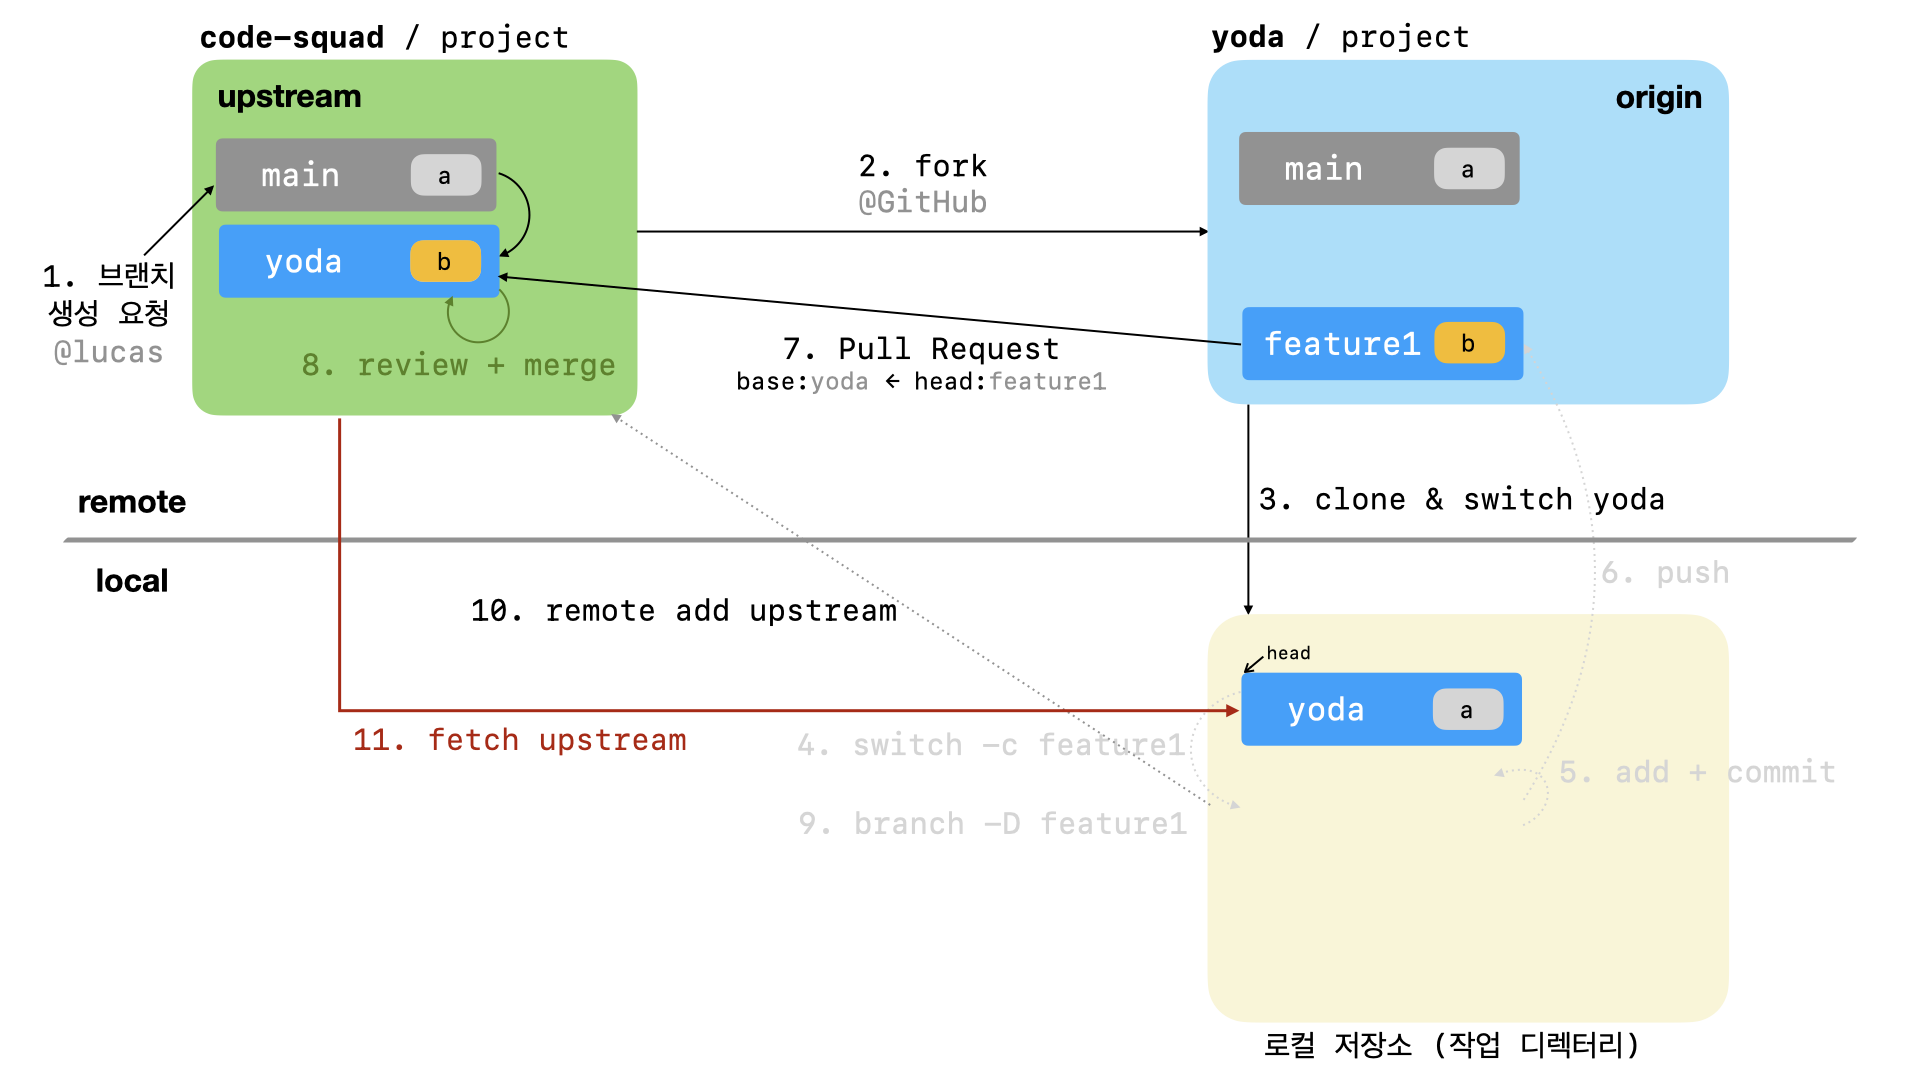 code-squad / project
yoda / project
upstream
origin
main a
main a
2. fork
@GitHub
yoda b
1. 브랜치
생성 요청
@lucas
feature1 b
7. Pull Request
base:yoda ← head:feature1
8. review + merge
remote
3. clone & switch yoda
local
6. push
10. remote add upstream
head
yoda a
11. fetch upstream
4. switch -c feature1
5. add + commit
9. branch -D feature1
로컬 저장소 (작업 디렉터리)